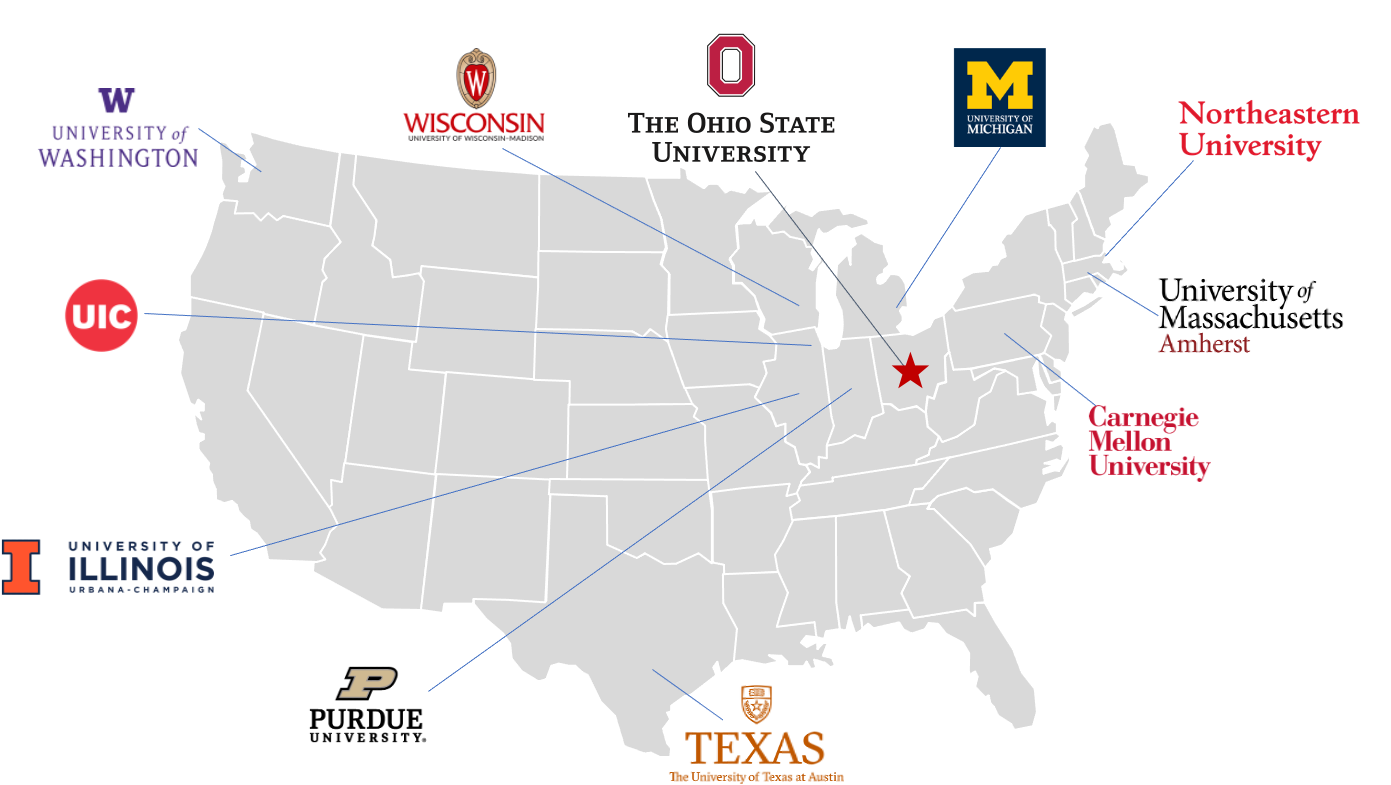 W
UNIVERSITY of
WASHINGTON
W
WISCONSIN
UNIVERSITY OF WISCONSIN–MADISON
O
THE OHIO STATE
UNIVERSITY
M
UNIVERSITY OF
MICHIGAN
Northeastern
University
UIC
University of
Massachusetts
Amherst
Carnegie
Mellon
University
I
UNIVERSITY OF
ILLINOIS
URBANA-CHAMPAIGN
P
PURDUE
UNIVERSITY®
TEXAS
The University of Texas at Austin